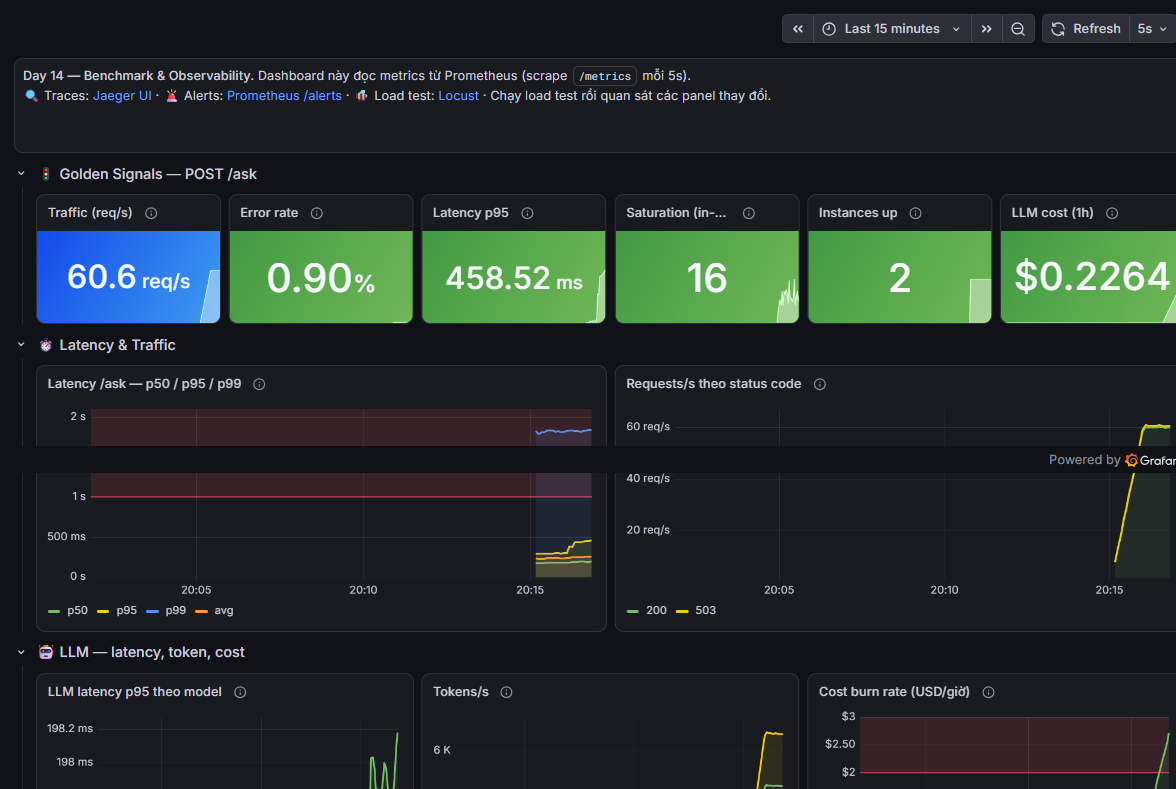 Last 15 minutes
Refresh
5s
Day 14 — Benchmark & Observability. Dashboard này đọc metrics từ Prometheus (scrape /metrics mỗi 5s).
Traces: Jaeger UI · Alerts: Prometheus /alerts · Load test: Locust · Chạy load test rồi quan sát các panel thay đổi.
Golden Signals — POST /ask
Traffic (req/s)
60.6 req/s
Error rate
0.90%
Latency p95
458.52 ms
Saturation (in-...
16
Instances up
2
LLM cost (1h)
$0.2264
Latency & Traffic
Latency /ask — p50 / p95 / p99
2 s
1 s
500 ms
0 s
20:05
20:10
20:15
p50
p95
p99
avg
Requests/s theo status code
60 req/s
Powered by Grafan
40 req/s
20 req/s
20:05
20:10
20:15
200
503
LLM — latency, token, cost
LLM latency p95 theo model
198.2 ms
198 ms
Tokens/s
6 K
Cost burn rate (USD/giờ)
$3
$2.50
$2